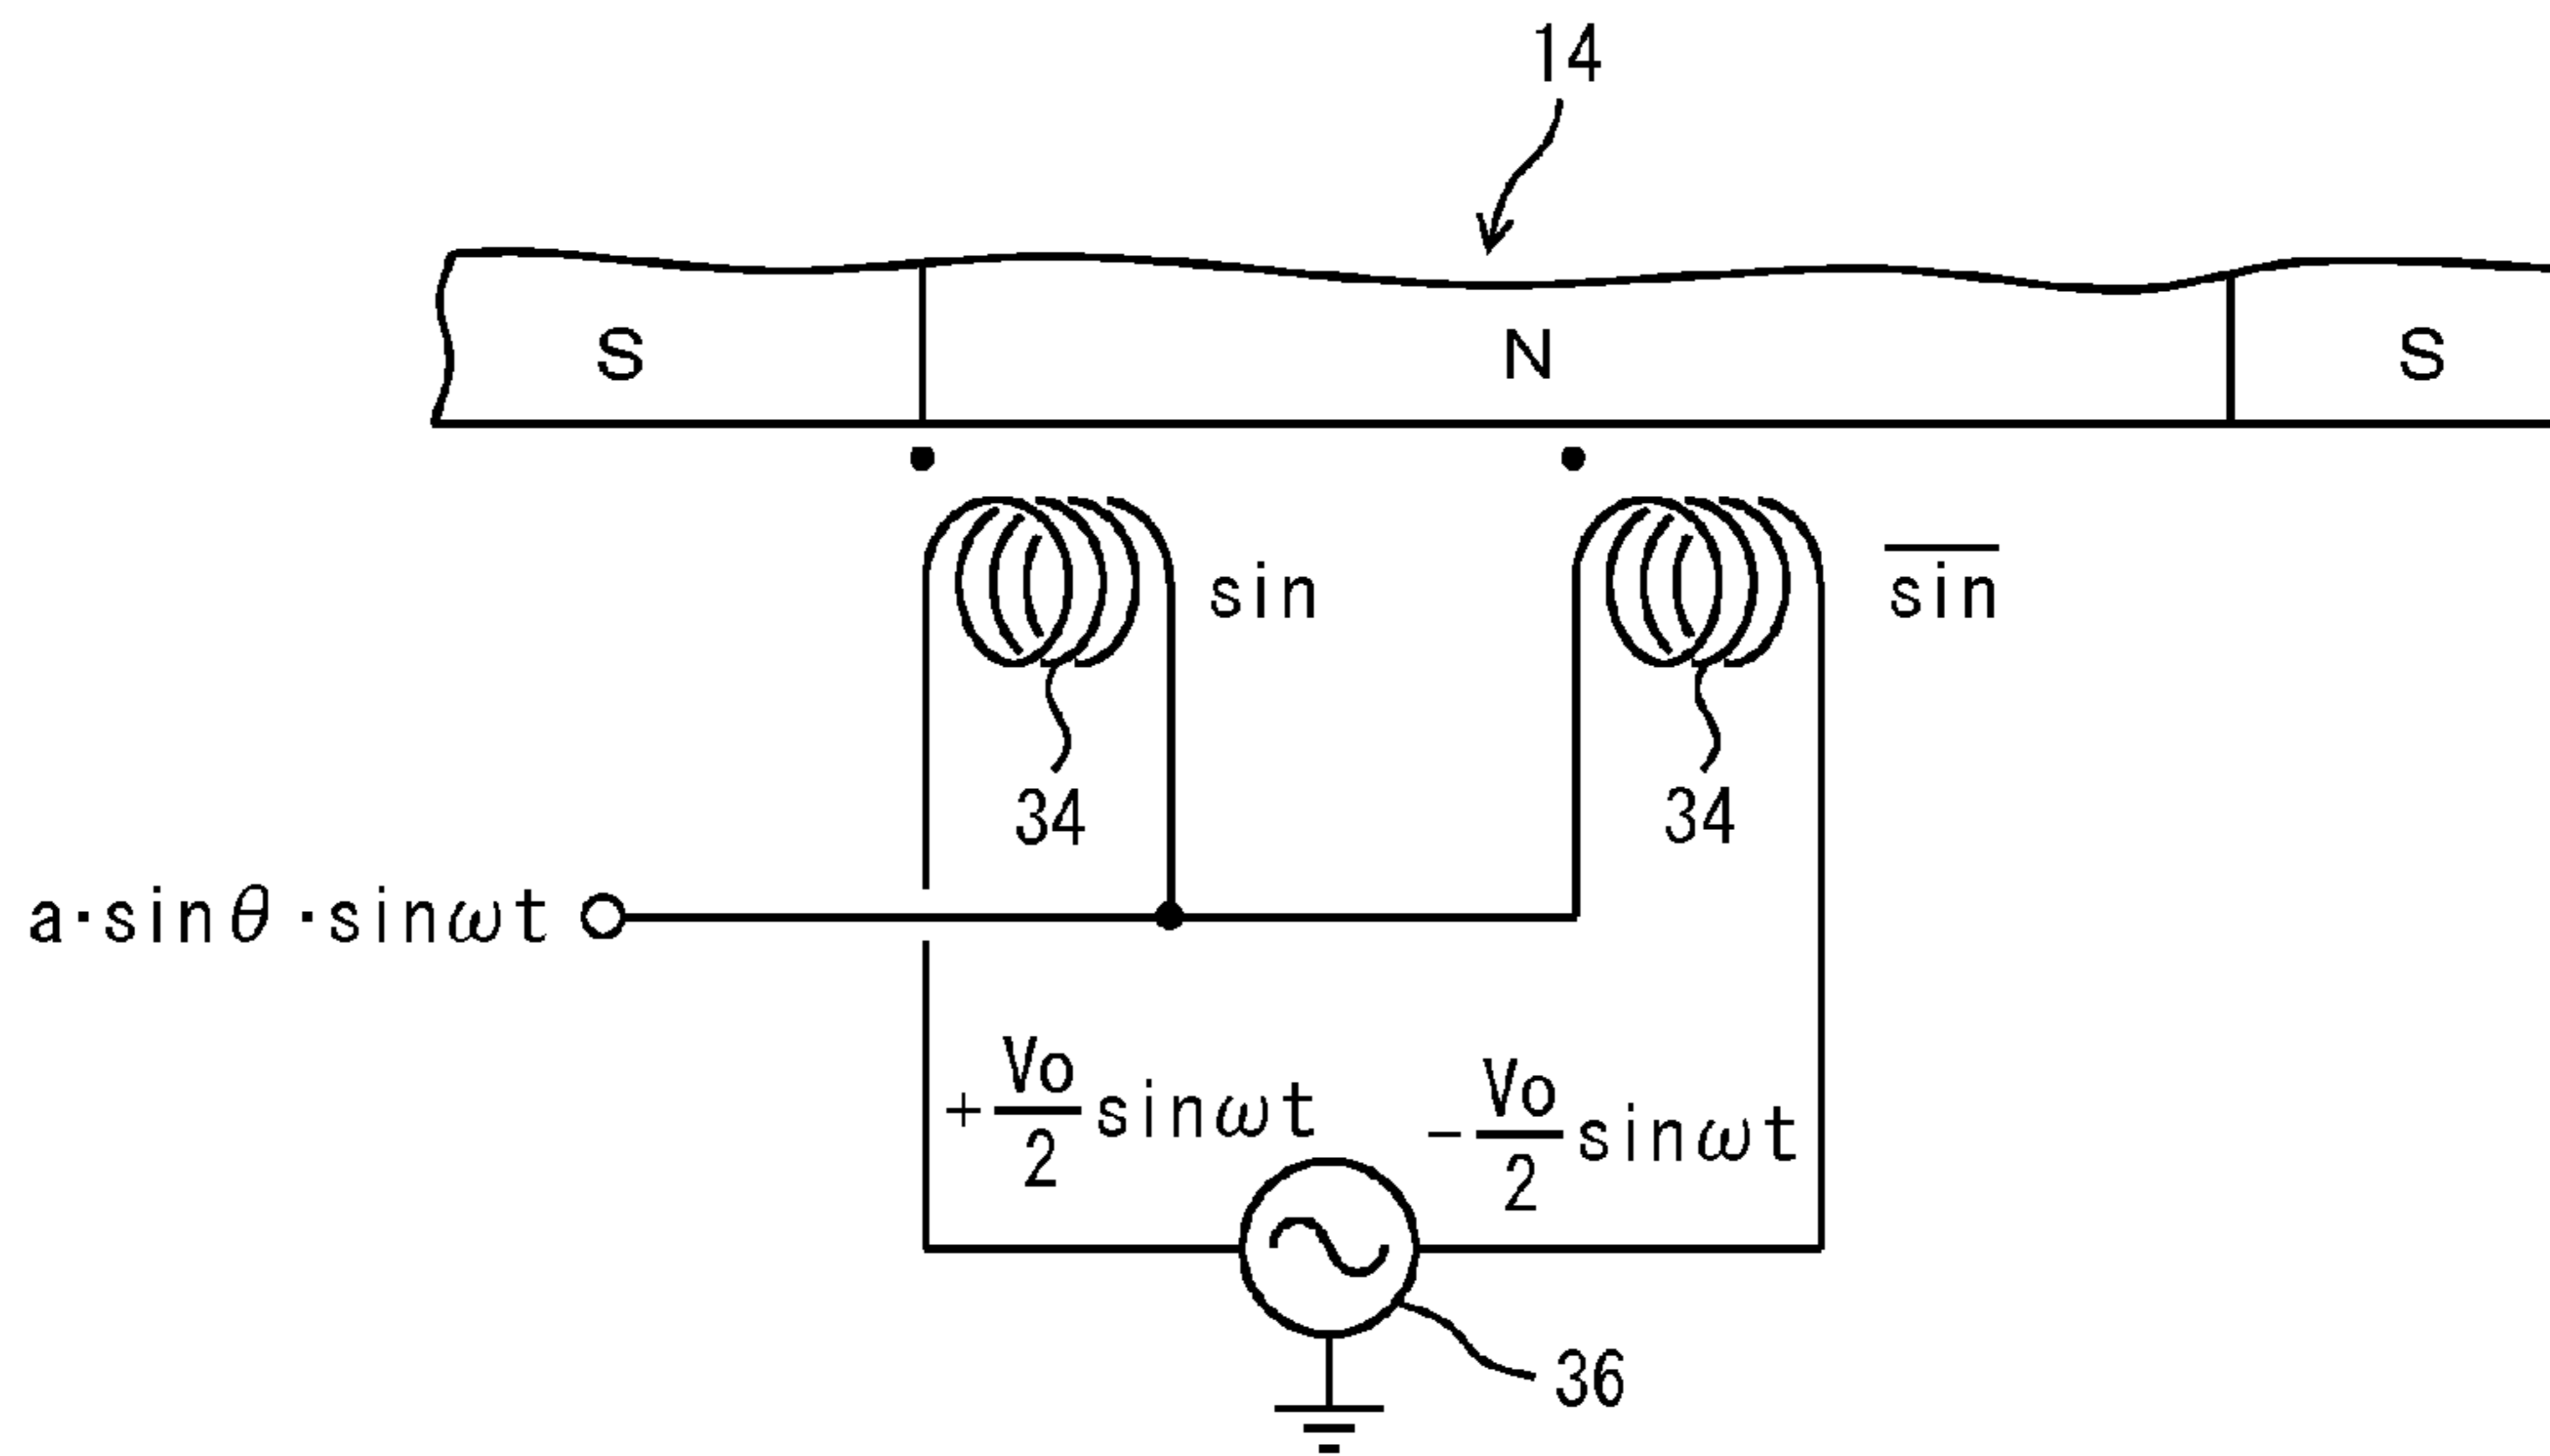 14
S N S
sin
sin̅
34 34
a·sinθ·sinωt
+Vo/2 sinωt
-Vo/2 sinωt
36